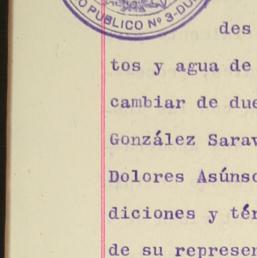 O PUBLICO Nº 3-DU
des
tos y agua de
cambiar de due
González Sarav
Dolores Asúnsc
diciones y tér
de su represen